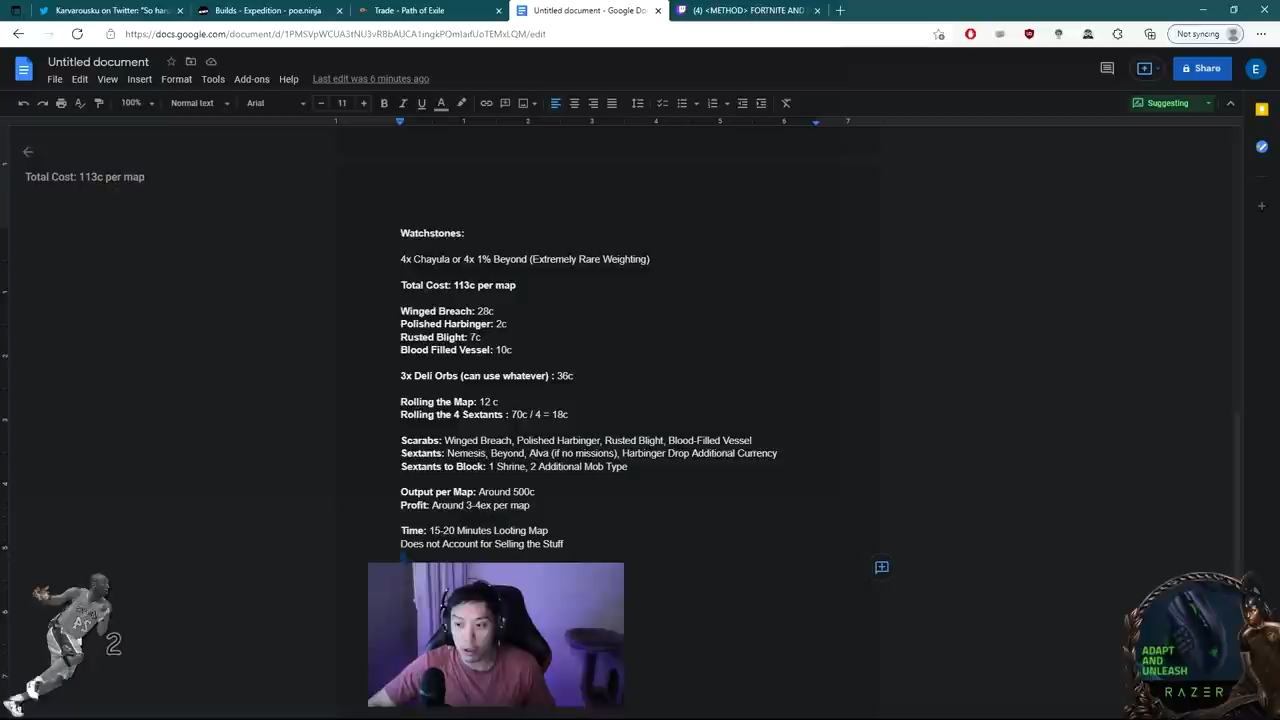 Karvarousku on Twitter: "So har
Builds - Expedition - poe.ninja
Trade - Path of Exile
Untitled document - Google Do
(4) <METHOD> FORTNITE AND
Not syncing
Untitled document
File Edit View Insert Format Tools Add-ons Help Last edit was 6 minutes ago
Share
E
100% Normal text Arial 11
Suggesting
1 1 2 3 4 5 6 7
Total Cost: 113c per map
Watchstones:
4x Chayula or 4x 1% Beyond (Extremely Rare Weighting)
Total Cost: 113c per map
Winged Breach: 28c
Polished Harbinger: 2c
Rusted Blight: 7c
Blood Filled Vessel: 10c
3x Deli Orbs (can use whatever) : 36c
Rolling the Map: 12 c
Rolling the 4 Sextants : 70c / 4 = 18c
Scarabs: Winged Breach, Polished Harbinger, Rusted Blight, Blood-Filled Vessel
Sextants: Nemesis, Beyond, Alva (if no missions), Harbinger Drop Additional Currency
Sextants to Block: 1 Shrine, 2 Additional Mob Type
Output per Map: Around 500c
Profit: Around 3-4ex per map
Time: 15-20 Minutes Looting Map
Does not Account for Selling the Stuff
2
ADAPT
AND
UNLEASH
RAZER